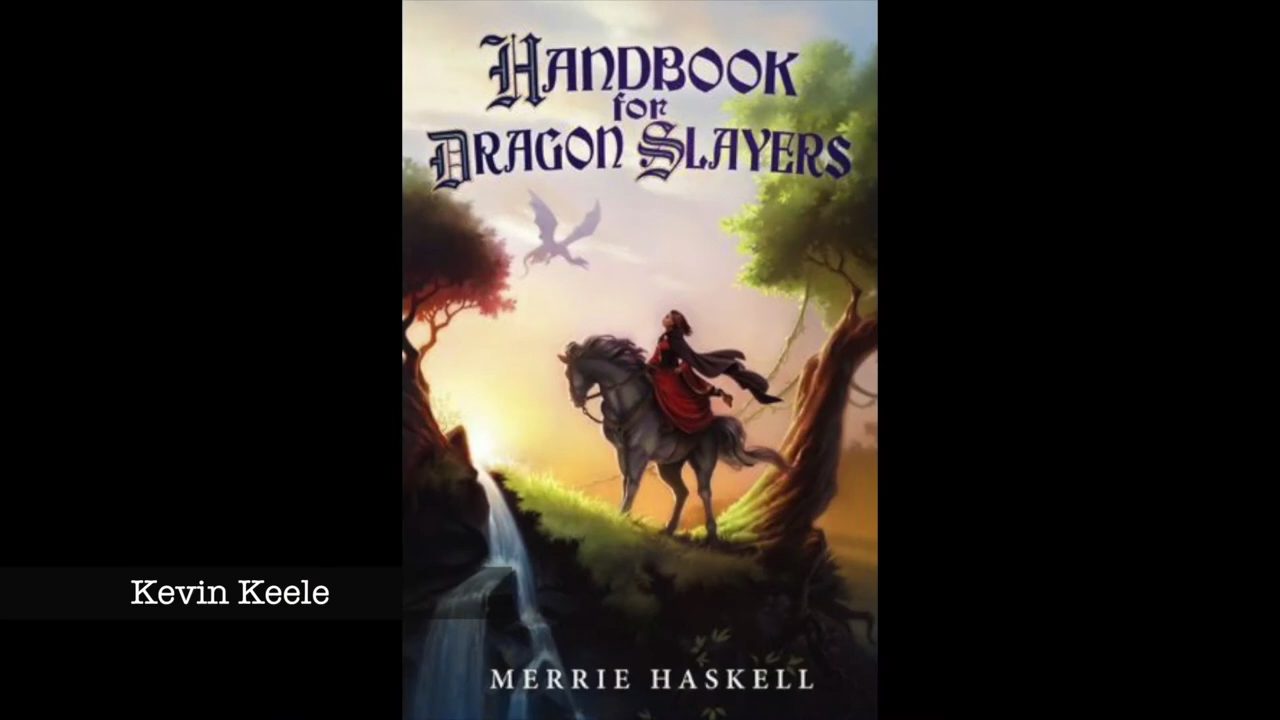 HANDBOOK
for
DRAGON SLAYERS
Kevin Keele
MERRIE HASKELL